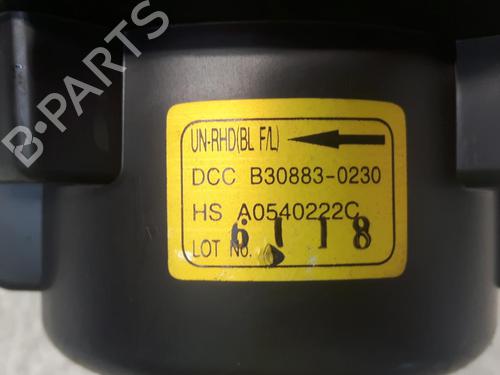 B-PARTS
UN-RHD(BL F/L)
DCC B30883-0230
HS A0540222C
LOT No. 6118